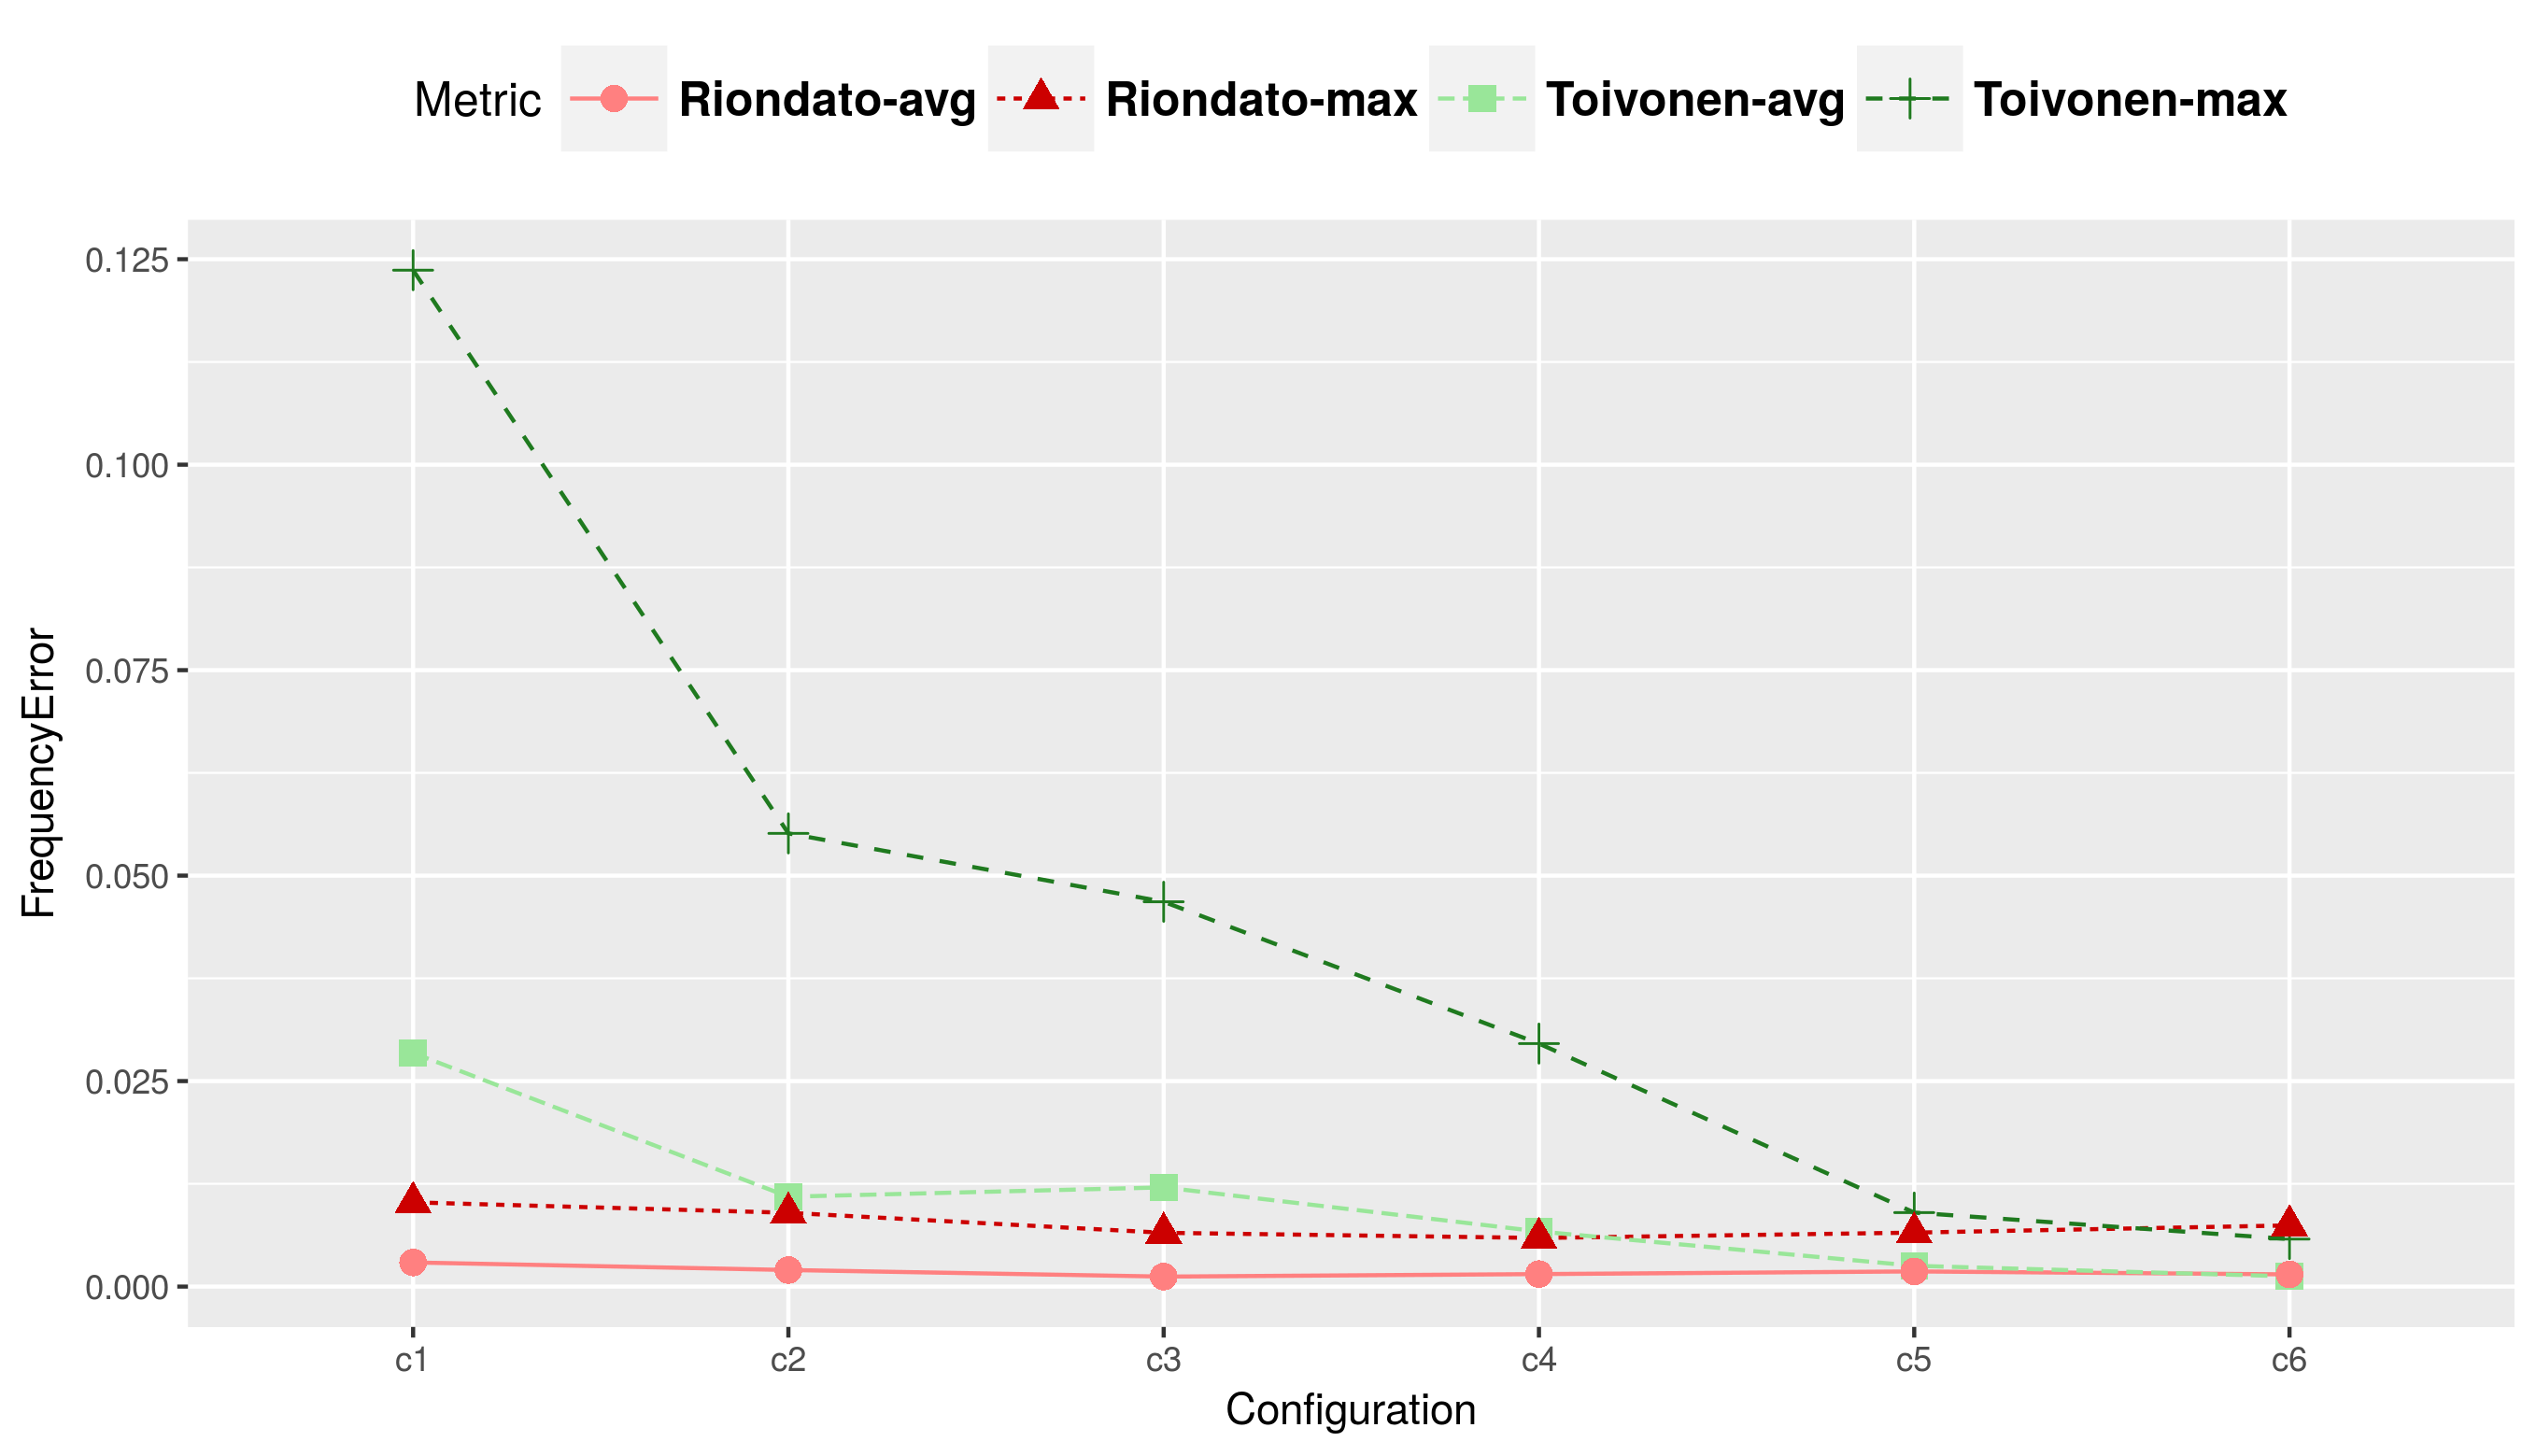 Metric Riondato-avg Riondato-max Toivonen-avg Toivonen-max
FrequencyError
0.125
0.100
0.075
0.050
0.025
0.000
c1 c2 c3 c4 c5 c6
Configuration